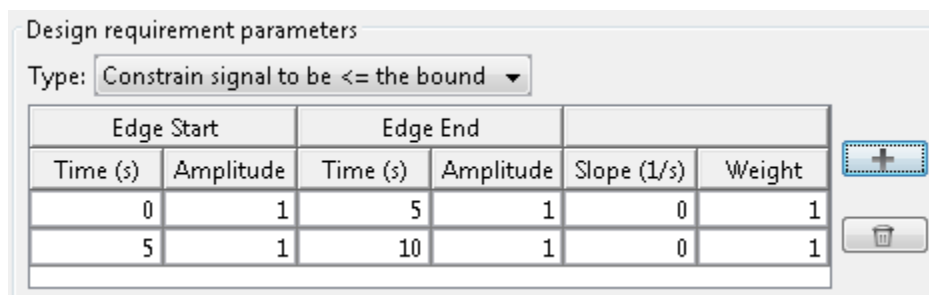 Design requirement parameters
Type: Constrain signal to be <= the bound
Edge Start Edge End
Time (s) Amplitude Time (s) Amplitude Slope (1/s) Weight
0 1 5 1 0 1
5 1 10 1 0 1